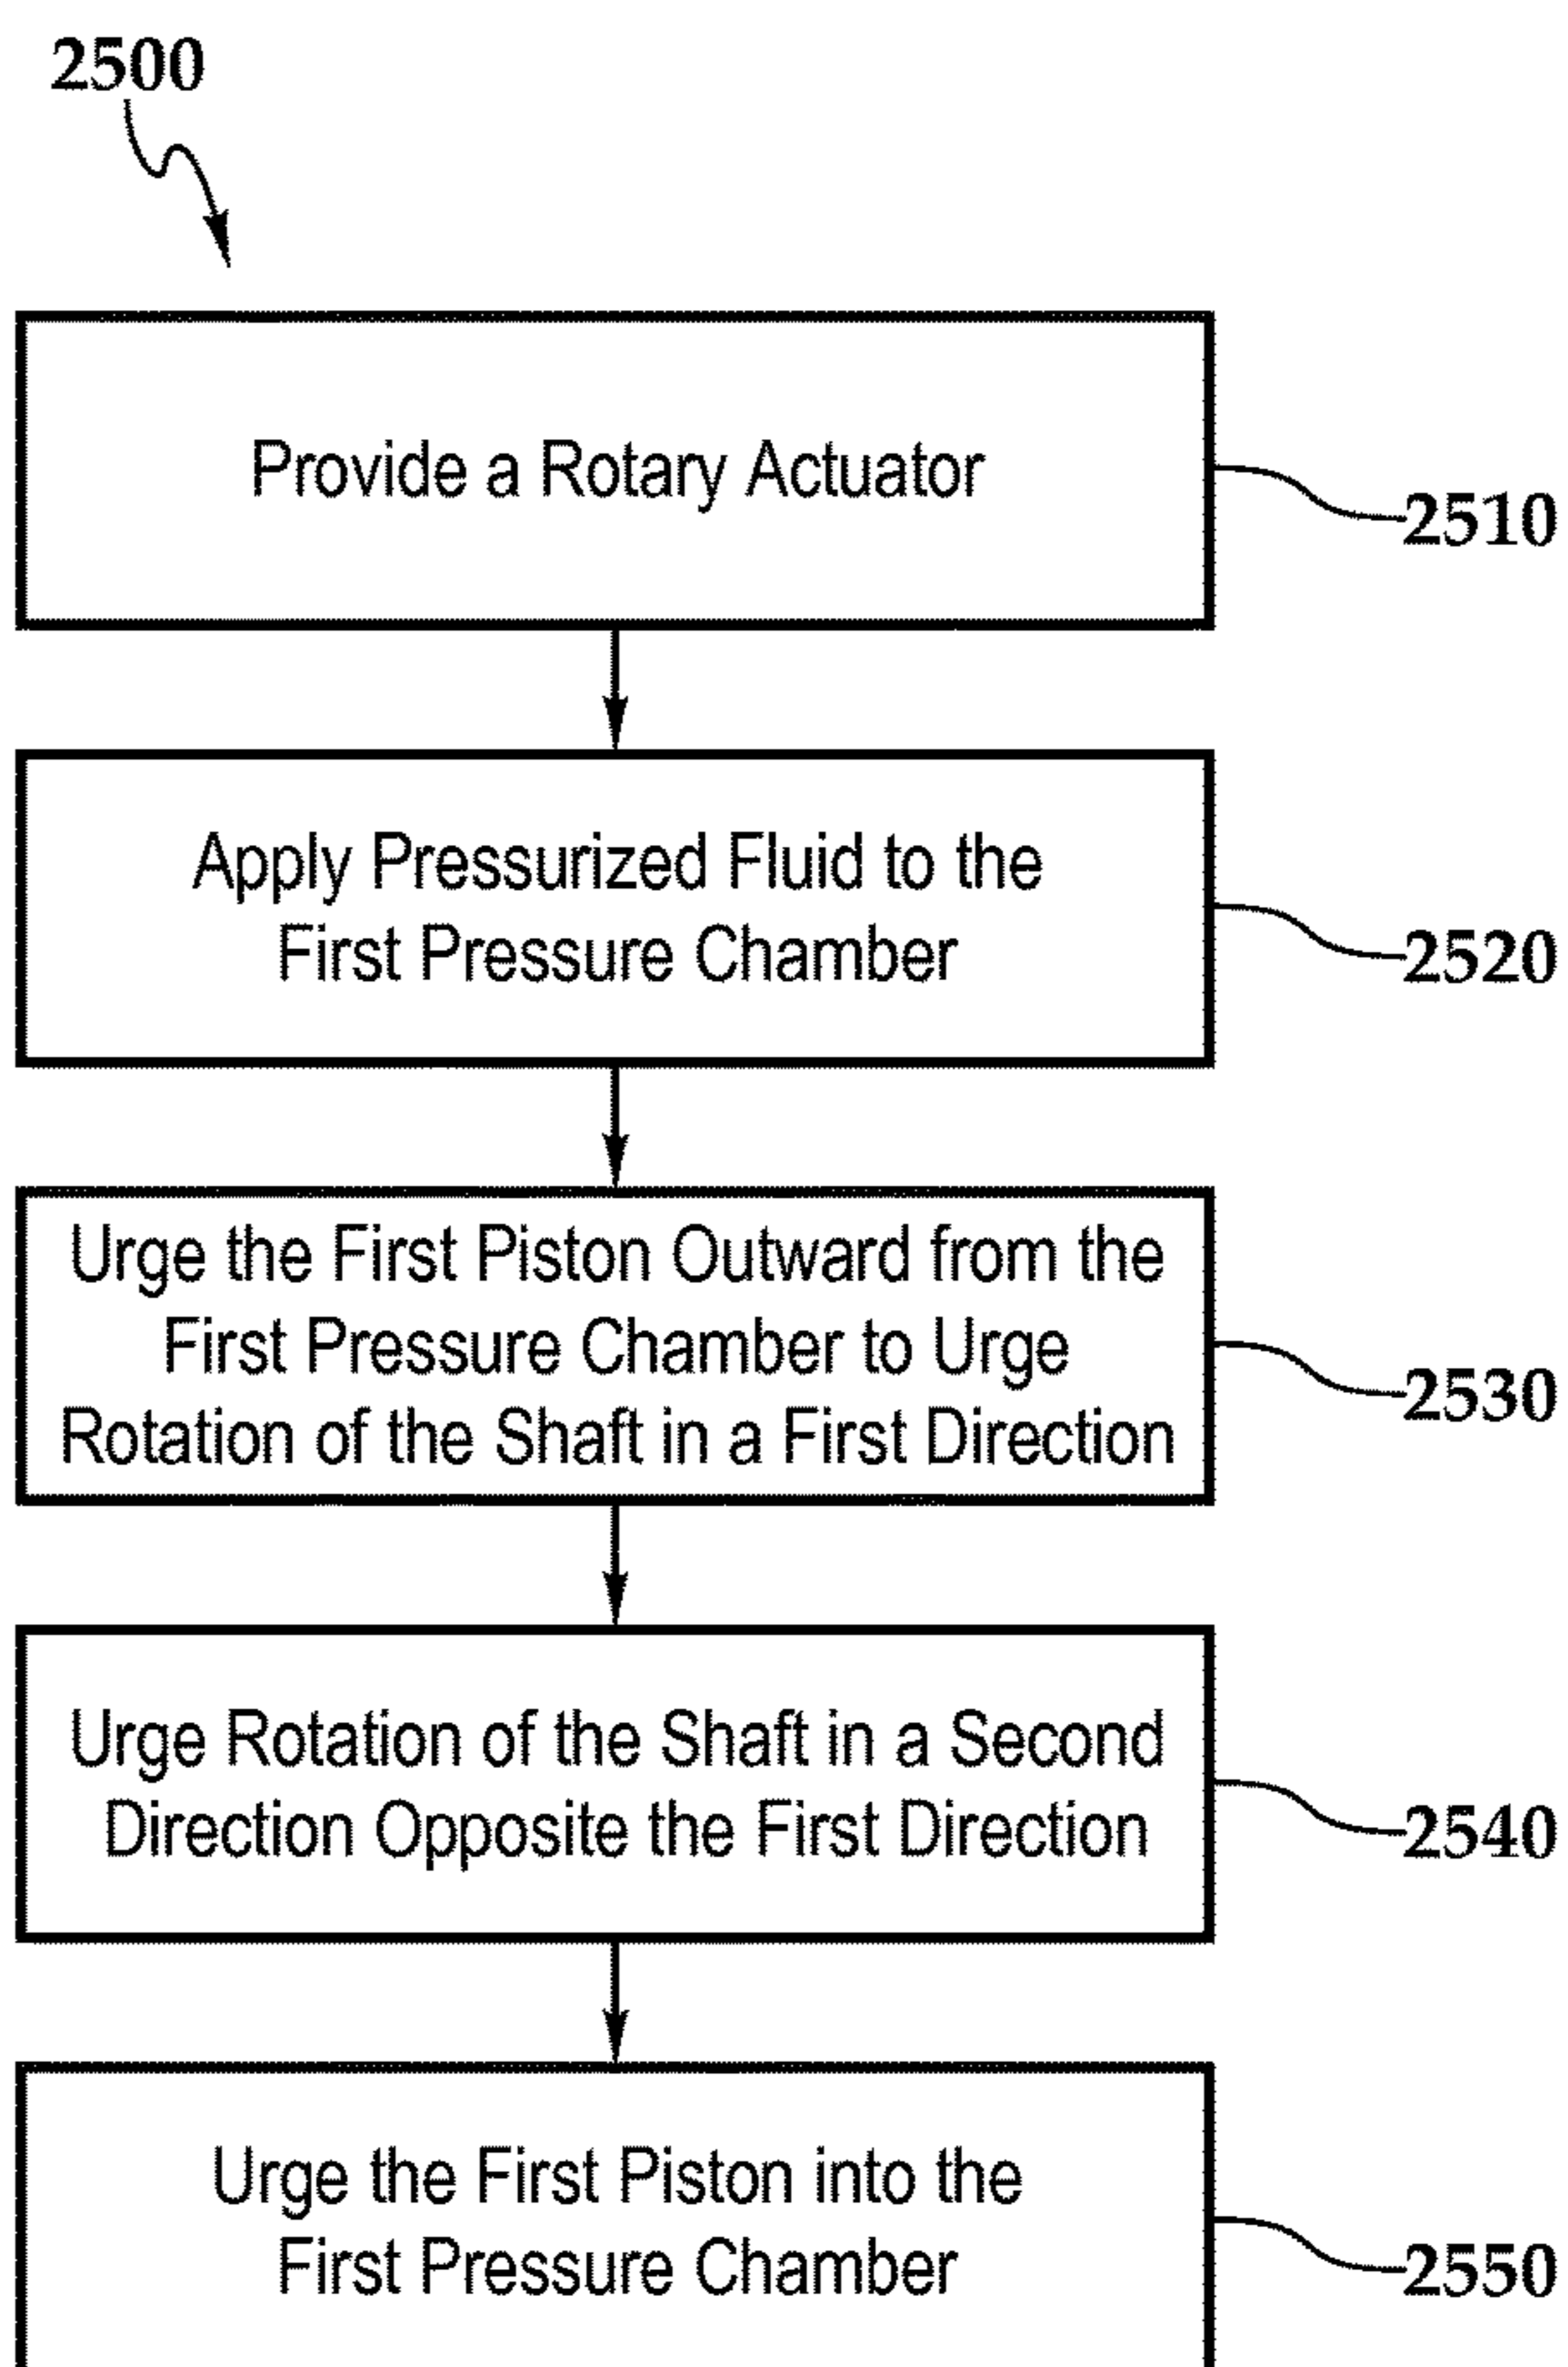 2500
Provide a Rotary Actuator
2510
Apply Pressurized Fluid to the
First Pressure Chamber
2520
Urge the First Piston Outward from the
First Pressure Chamber to Urge
Rotation of the Shaft in a First Direction
2530
Urge Rotation of the Shaft in a Second
Direction Opposite the First Direction
2540
Urge the First Piston into the
First Pressure Chamber
2550